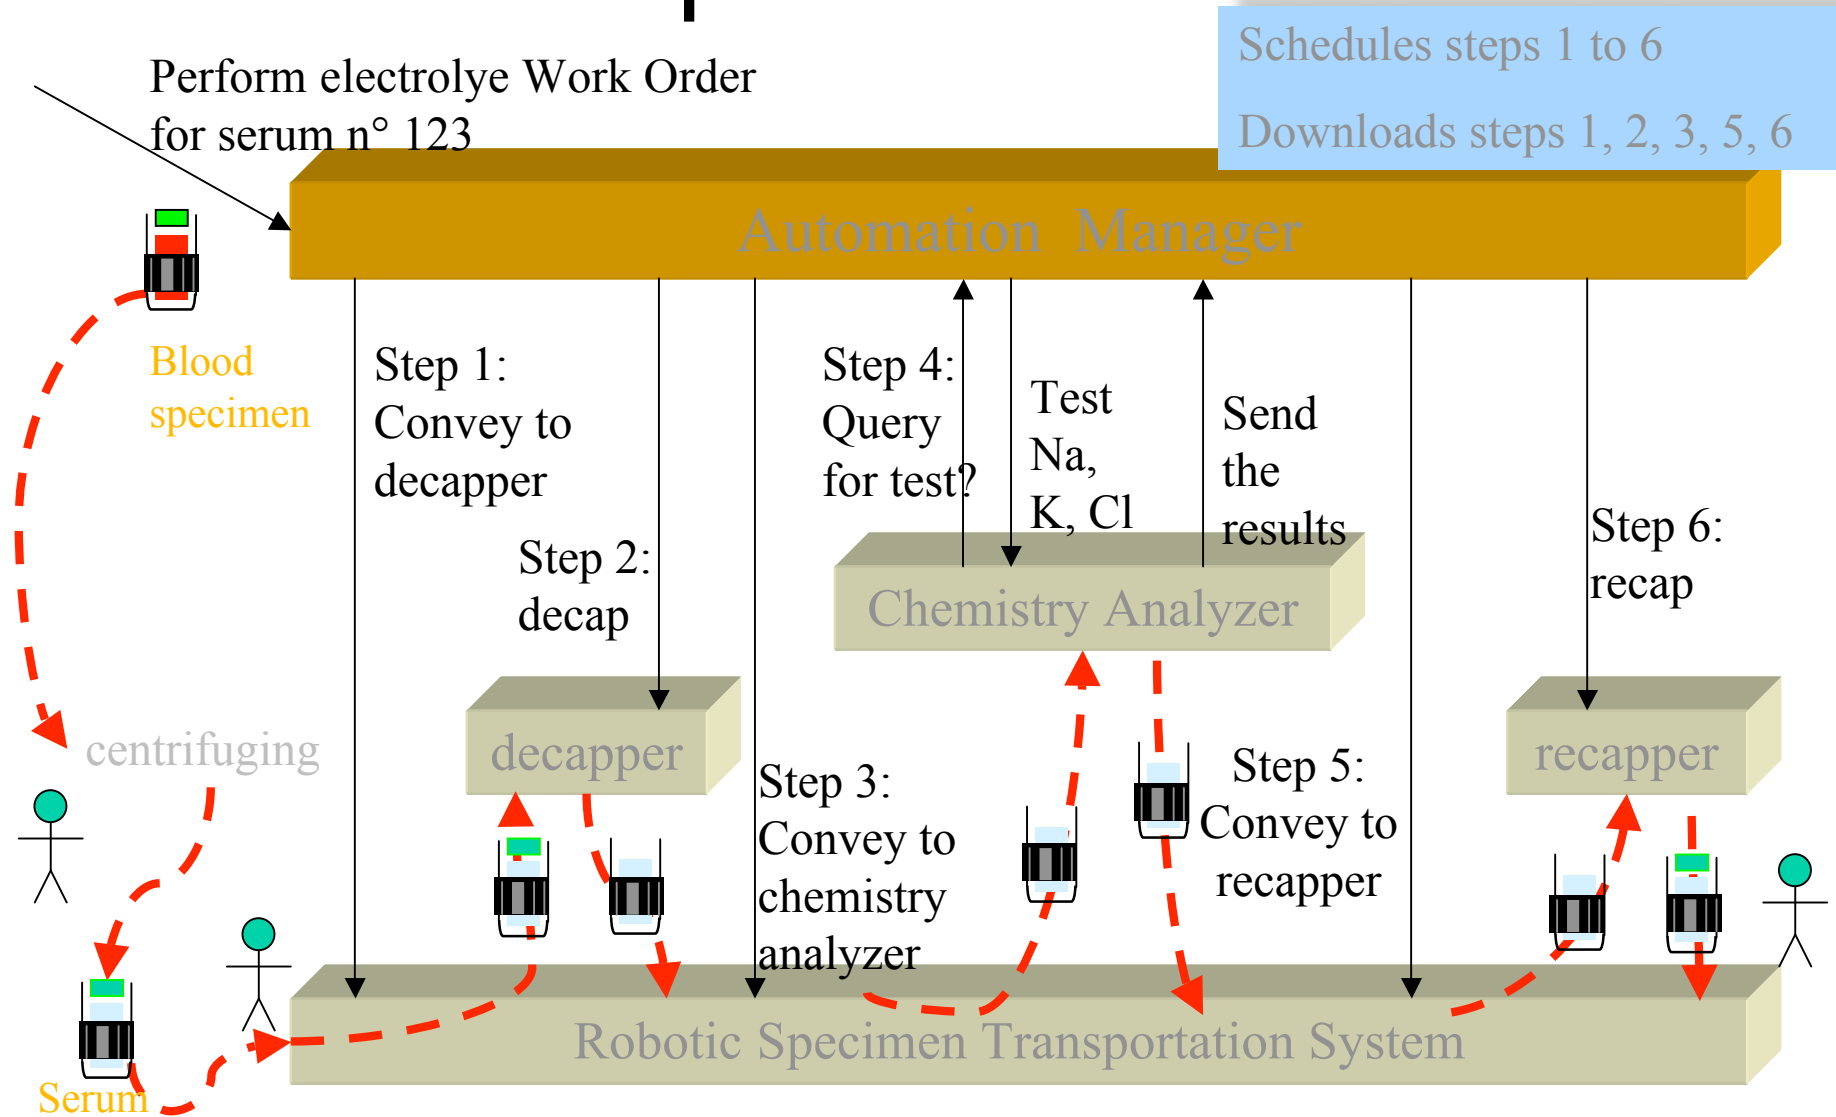 Schedules steps 1 to 6
Downloads steps 1, 2, 3, 5, 6
Perform electrolye Work Order
for serum n° 123
Automation Manager
Blood
specimen
Step 1:
Convey to
decapper
Step 2:
decap
Step 4:
Query
for test?
Test
Na,
K, Cl
Send
the
results
Step 6:
recap
Chemistry Analyzer
centrifuging
decapper
Step 3:
Convey to
chemistry
analyzer
Step 5:
Convey to
recapper
recapper
Robotic Specimen Transportation System
Serum